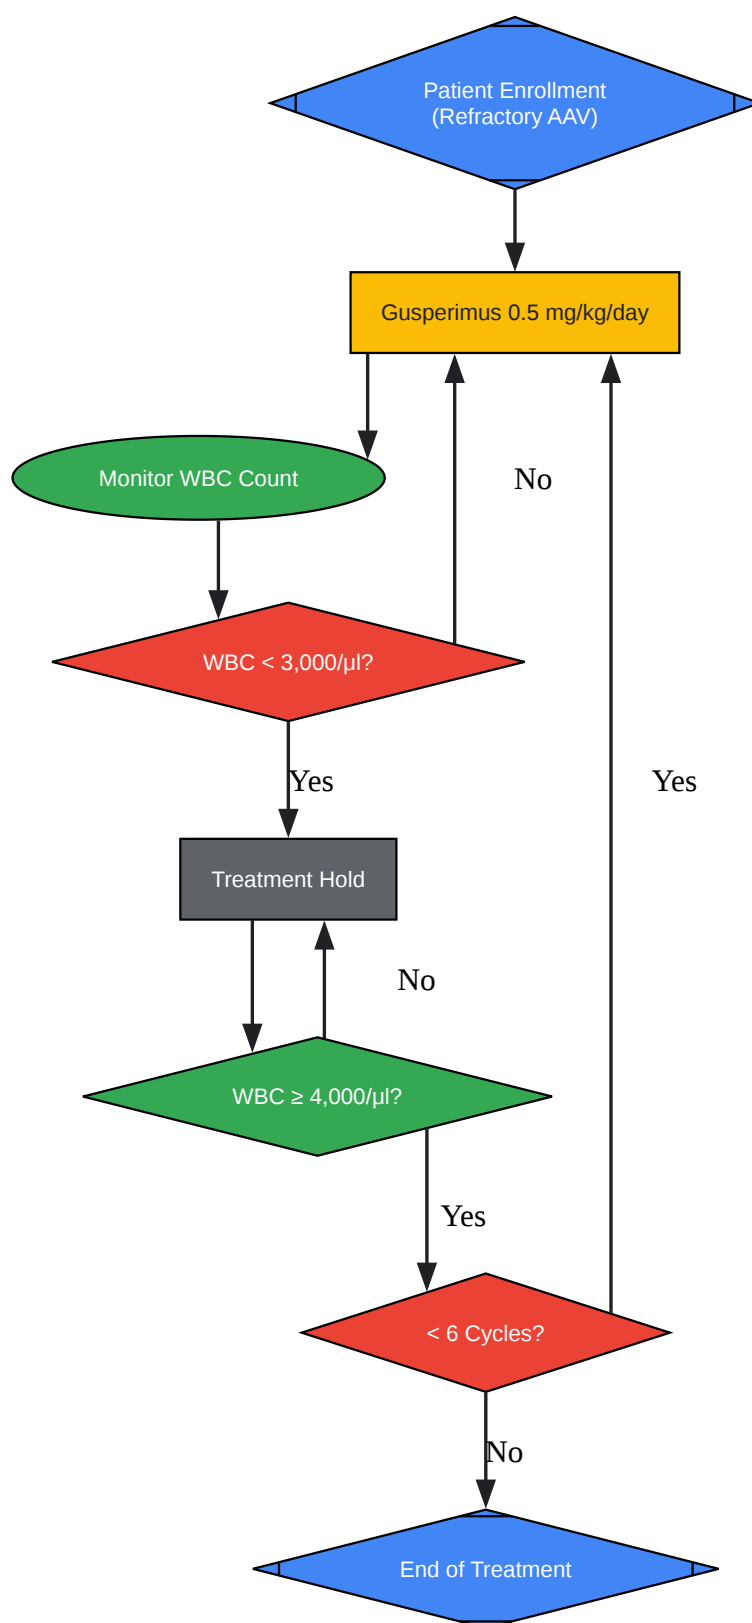 Patient Enrollment
(Refractory AAV)
Gusperimus 0.5 mg/kg/day
Monitor WBC Count
No
WBC < 3,000/μl?
Yes
Yes
Treatment Hold
No
WBC ≥ 4,000/μl?
Yes
< 6 Cycles?
No
End of Treatment